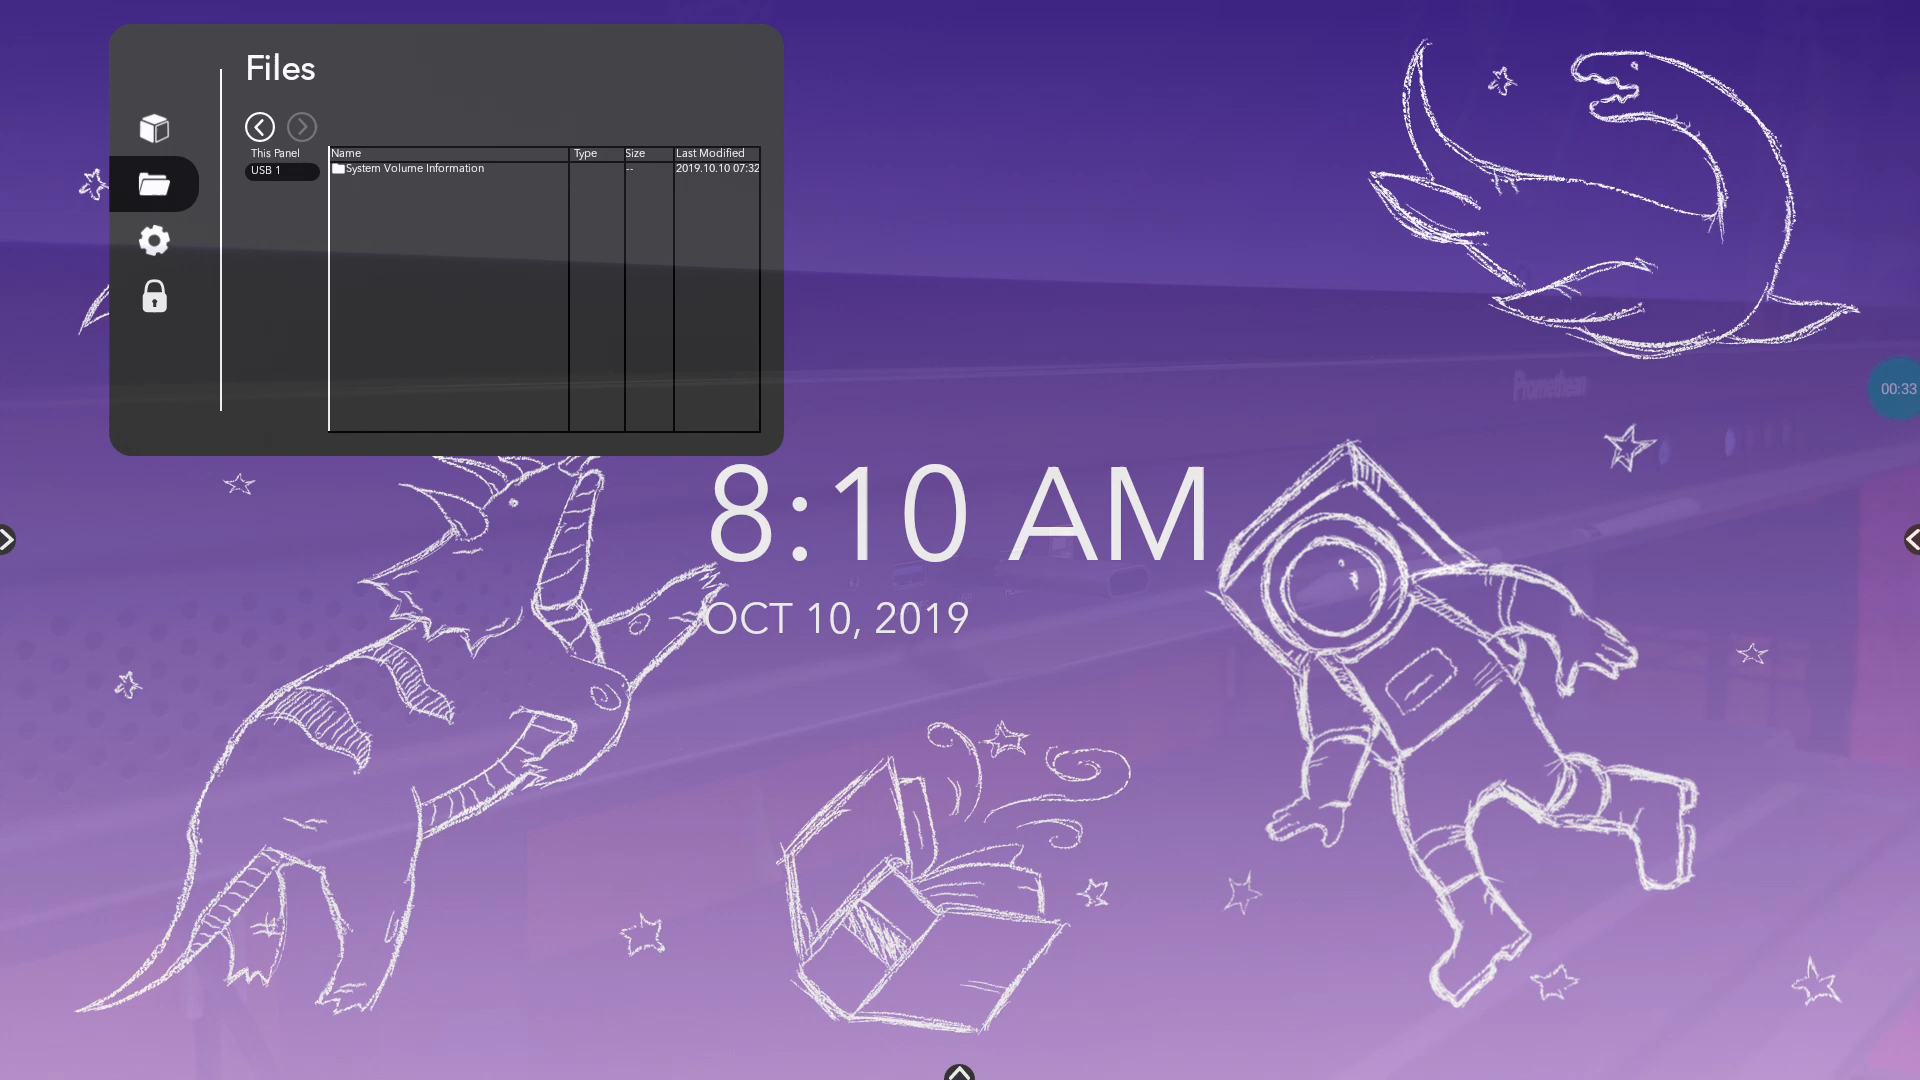 Files
This Panel
USB 1
Name Type Size Last Modified
System Volume Information -- 2019.10.10 07:32
Promethean
00:33
8:10 AM
OCT 10, 2019